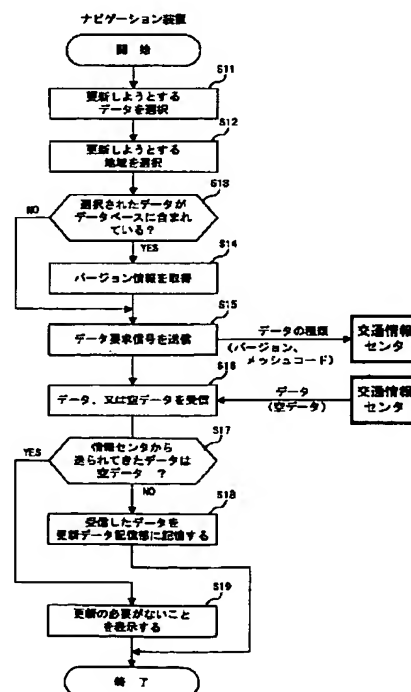 ナビゲーション装置
開 始
S11
更新しようとする
データを選択
S12
更新しようとする
地域を選択
S13
選択されたデータが
データベースに含まれ
ている?
NO
YES
S14
バージョン情報を取得
S15
データ要求信号を送信
データの種類
(バージョン、
メッシュコード)
交通情報
センタ
S16
データ、又は空データを受信
データ
(空データ)
交通情報
センタ
S17
情報センタから
送られてきたデータは
空データ ?
YES
NO
S18
受信したデータを
更新データ記憶部に記憶する
S19
更新の必要がないこと
を表示する
終 了